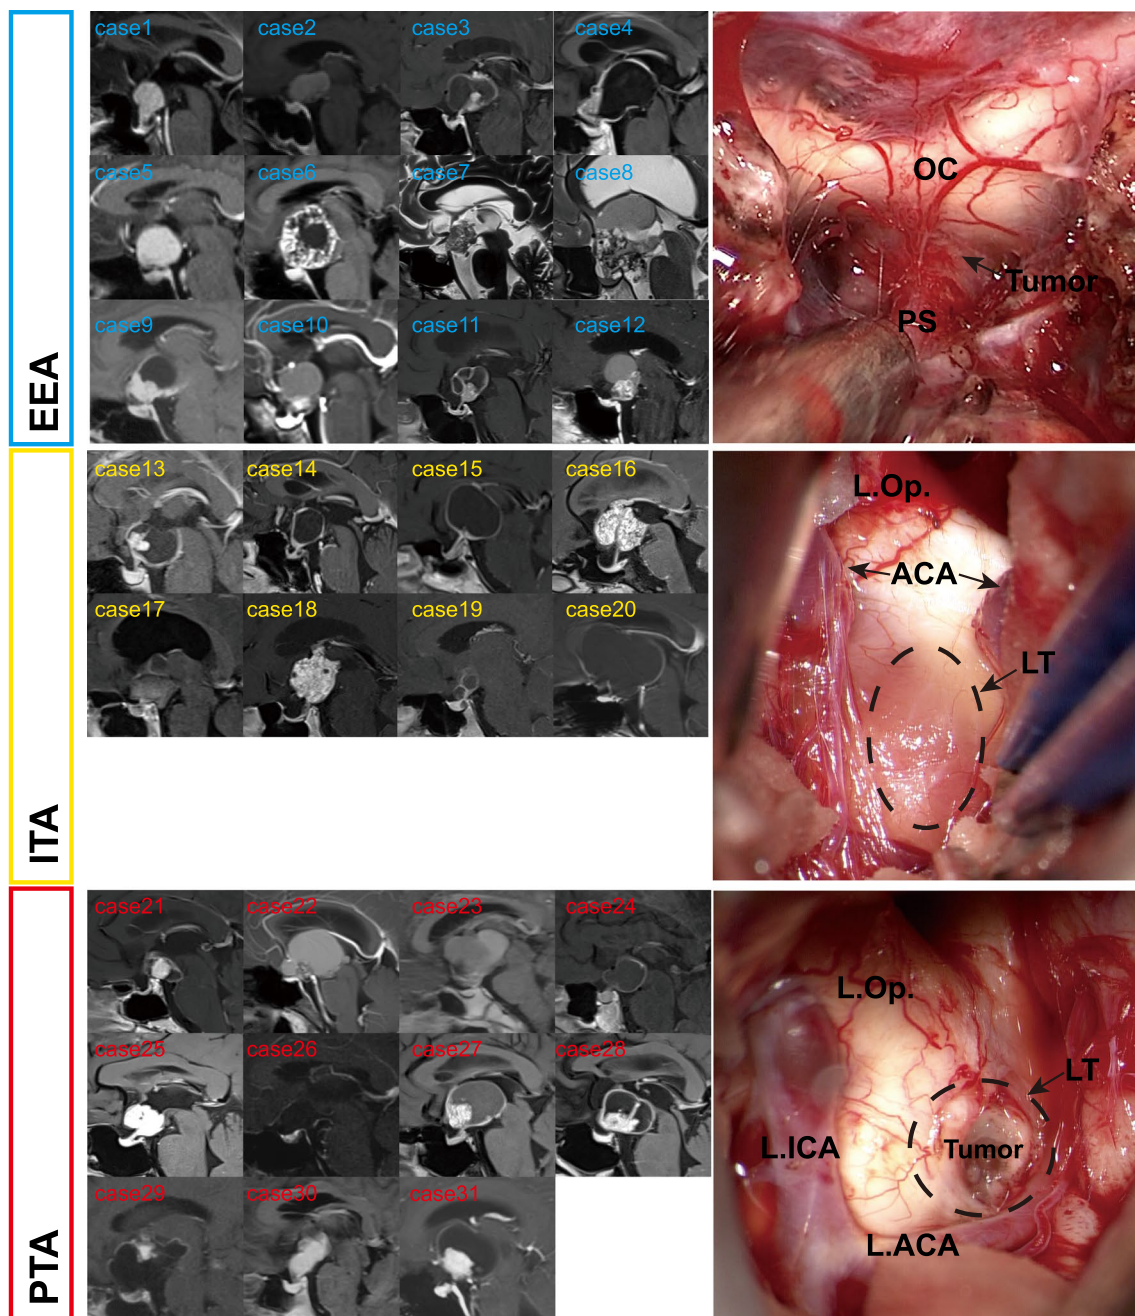 EEA
case1 case2 case3 case4
case5 case6 case7 case8
case9 case10 case11 case12
OC
Tumor
PS
ITA
case13 case14 case15 case16
case17 case18 case19 case20
L.Op.
ACA
LT
PTA
case21 case22 case23 case24
case25 case26 case27 case28
case29 case30 case31
L.Op.
LT
L.ICA
Tumor
L.ACA